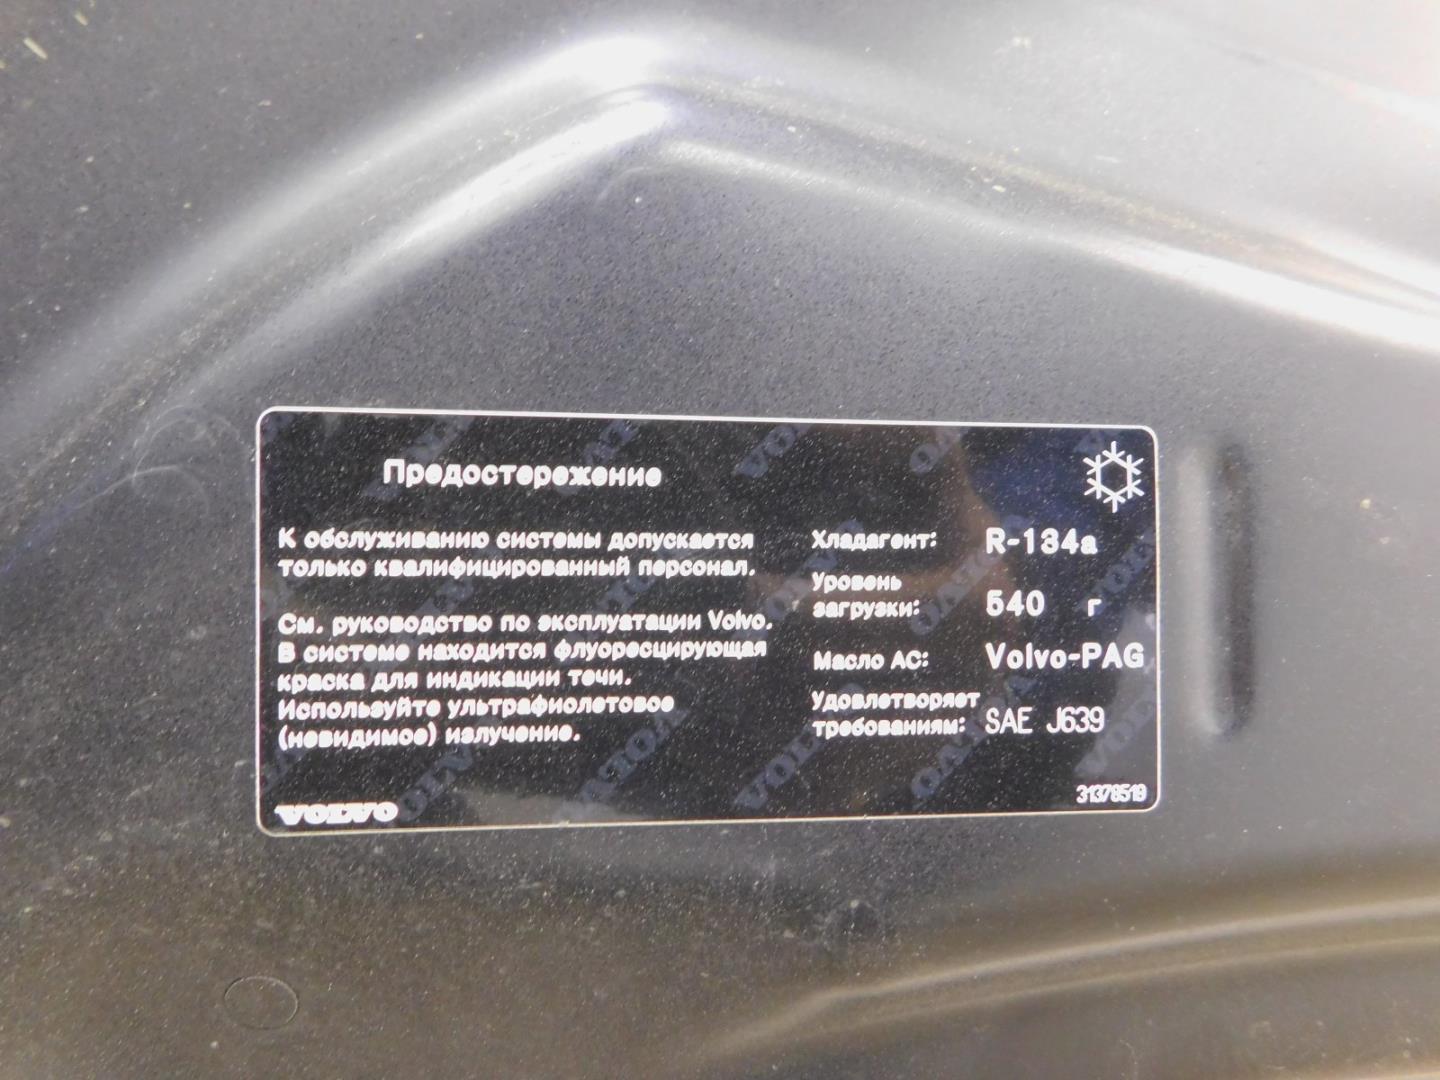 Предостережение
К обслуживанию системы допускается
только квалифицированный персонал.
См. руководство по эксплуатации Volvo.
В системе находится флуоресцирующая
краска для индикации течи.
Используйте ультрафиолетовое
(невидимое) излучение.
VOLVO
Хладагент: R-134a
Уровень
загрузки: 540 г
Масло AC: Volvo-PAG
Удовлетворяет
требованиям: SAE J639
31378519